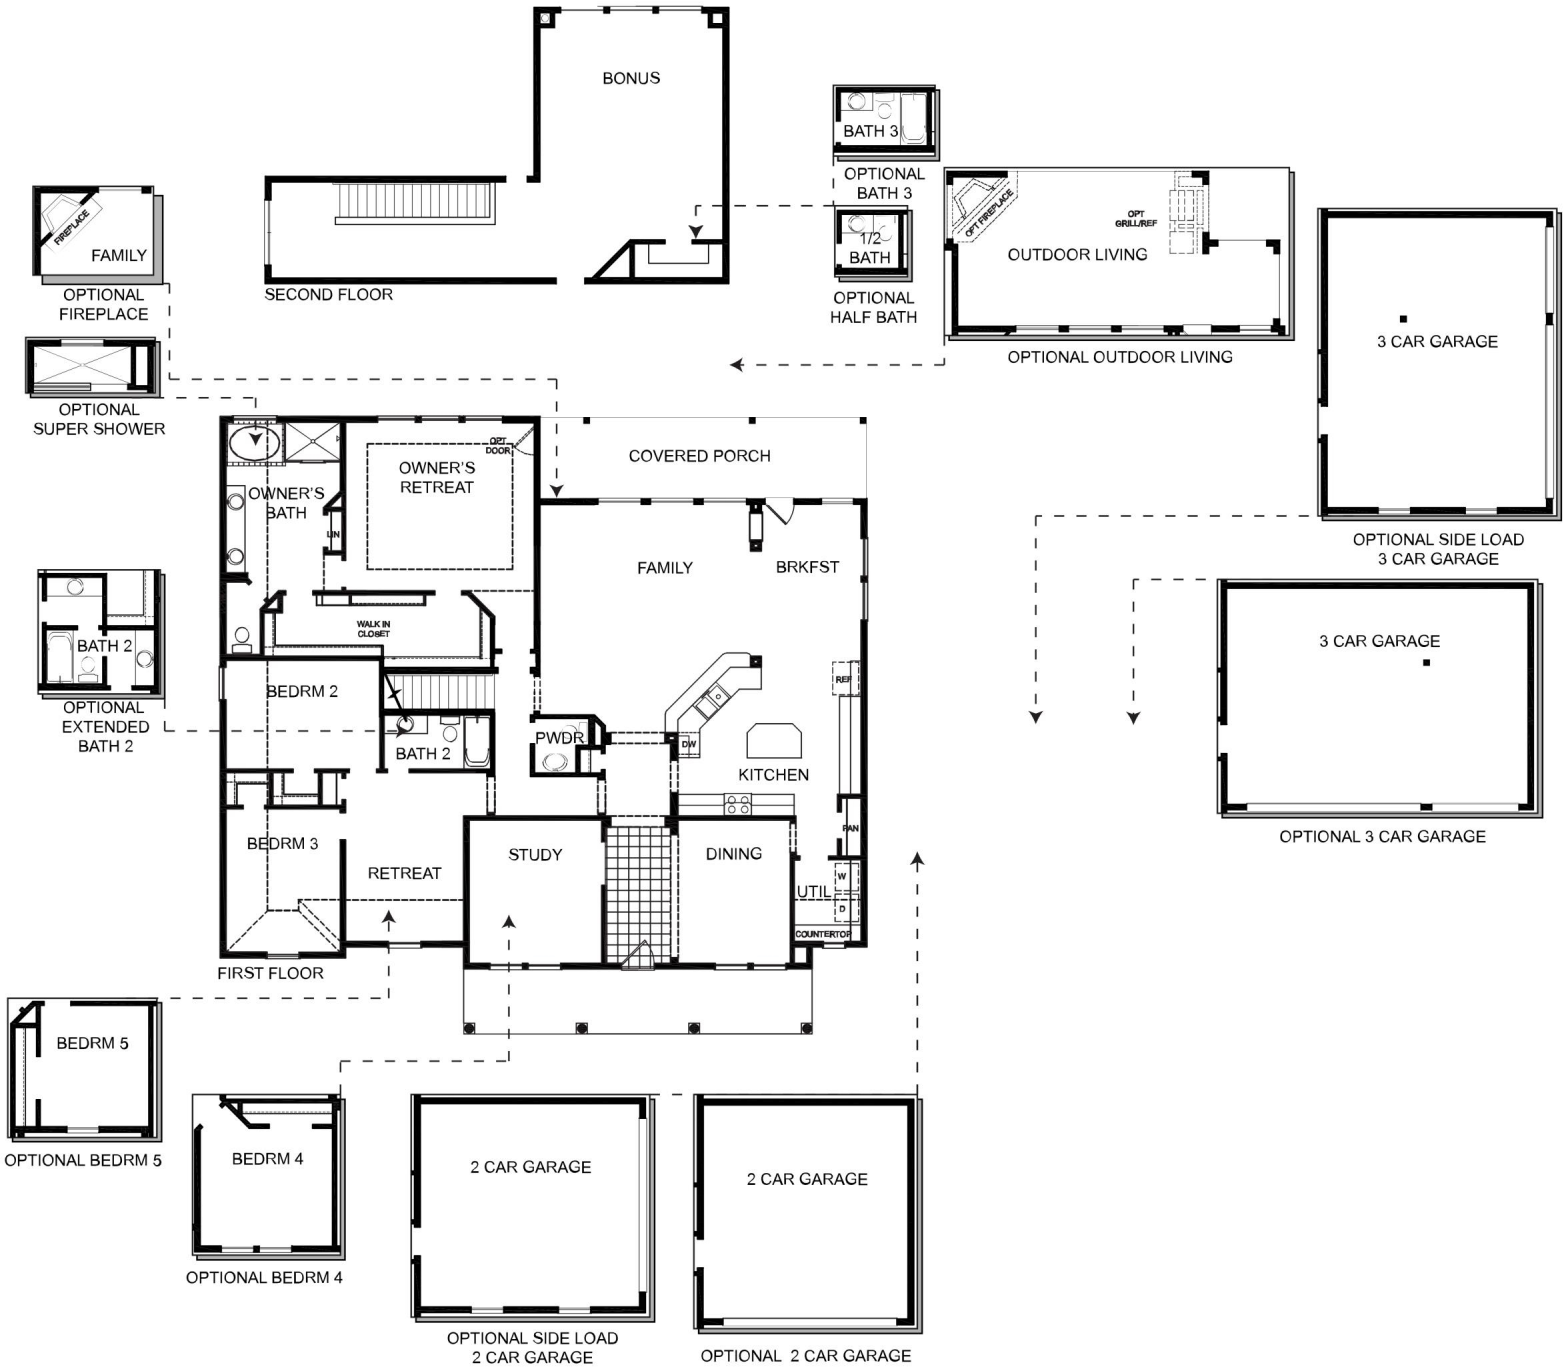 BONUS
SECOND FLOOR
BATH 3
OPTIONAL
BATH 3
1/2
BATH
OPTIONAL
HALF BATH
FIREPLACE
FAMILY
OPTIONAL
FIREPLACE
OPTIONAL
SUPER SHOWER
OPT FIREPLACE
OPT
GRILL/REF
OUTDOOR LIVING
OPTIONAL OUTDOOR LIVING
3 CAR GARAGE
OPTIONAL SIDE LOAD
3 CAR GARAGE
3 CAR GARAGE
OPTIONAL 3 CAR GARAGE
OPT
DOOR
OWNER'S
RETREAT
OWNER'S
BATH
LIN
COVERED PORCH
FAMILY
BRKFST
WALK IN
CLOSET
BATH 2
OPTIONAL
EXTENDED
BATH 2
BEDRM 2
BATH 2
PWDR
REF
DW
KITCHEN
PAN
BEDRM 3
RETREAT
STUDY
DINING
UTIL
W
D
COUNTERTOP
FIRST FLOOR
BEDRM 5
OPTIONAL BEDRM 5
BEDRM 4
OPTIONAL BEDRM 4
2 CAR GARAGE
OPTIONAL SIDE LOAD
2 CAR GARAGE
2 CAR GARAGE
OPTIONAL 2 CAR GARAGE